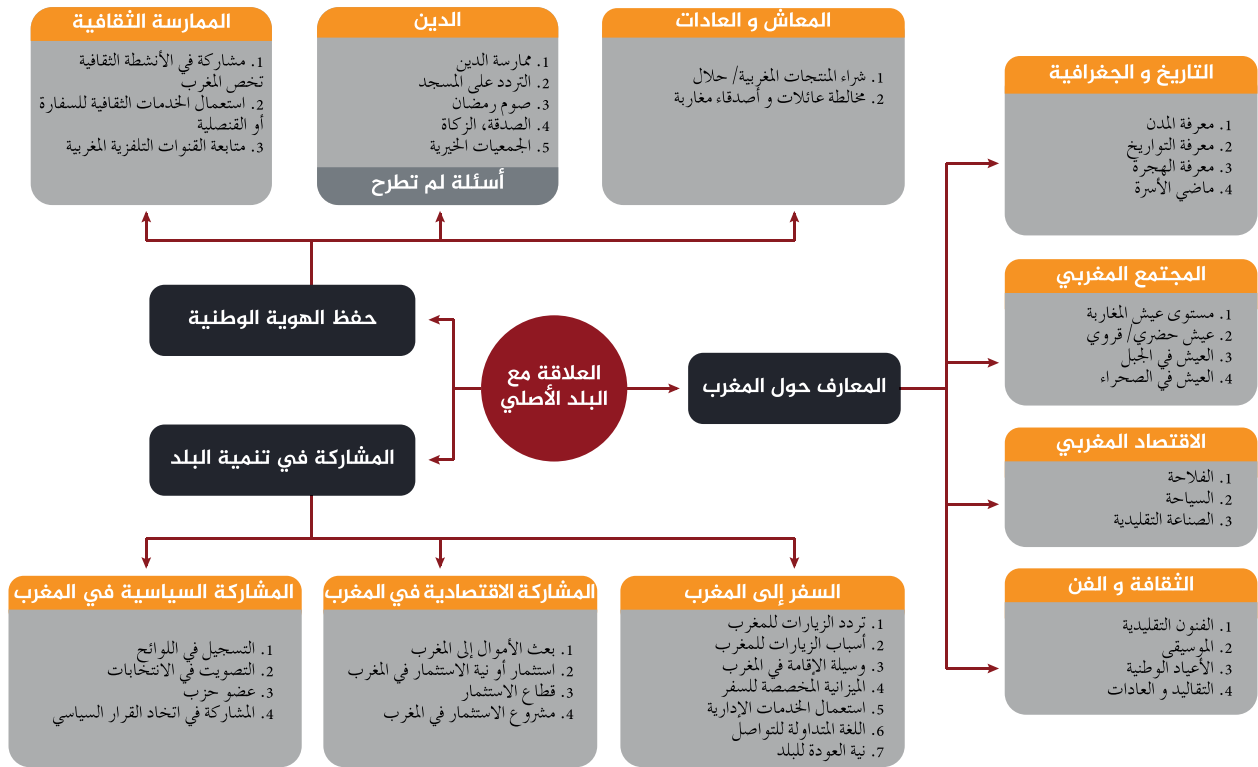 المعاش و العادات
1. شراء المنتجات المغربية/ حلال
2. مخالطة عائلات و أصدقاء مغاربة
الدين
1. ممارسة الدين
2. التردد على المسجد
3. صوم رمضان
4. الصدقة، الزكاة
5. الجمعيات الخيرية
أسئلة لم تطرح
الممارسة الثقافية
1. مشاركة في الأنشطة الثقافية
تخص المغرب
2. استعمال الخدمات الثقافية للسفارة
أو القنصلية
3. متابعة القنوات التلفزية المغربية
التاريخ و الجغرافية
1. معرفة المدن
2. معرفة التواريخ
3. معرفة الهجرة
4. ماضي الأسرة
المجتمع المغربي
1. مستوى عيش المغاربة
2. عيش حضري/ قروي
3. العيش في الجبل
4. العيش في الصحراء
الاقتصاد المغربي
1. الفلاحة
2. السياحة
3. الصناعة التقليدية
الثقافة و الفن
1. الفنون التقليدية
2. الموسيقى
3. الأعياد الوطنية
4. التقاليد و العادات
المعارف حول المغرب
العلاقة مع
البلد الأصلي
حفظ الهوية الوطنية
المشاركة في تنمية البلد
السفر إلى المغرب
1. تردد الزيارات للمغرب
2. أسباب الزيارات للمغرب
3. وسيلة الإقامة في المغرب
4. الميزانية المخصصة للسفر
5. استعمال الخدمات الإدارية
6. اللغة المتداولة للتواصل
7. نية العودة للبلد
المشاركة الاقتصادية في المغرب
1. بعث الأموال إلى المغرب
2. استثمار أو نية الاستثمار في المغرب
3. قطاع الاستثمار
4. مشروع الاستثمار في المغرب
المشاركة السياسية في المغرب
1. التسجيل في اللوائح
2. التصويت في الانتخابات
3. عضو حزب
4. المشاركة في اتخاد القرار السياسي